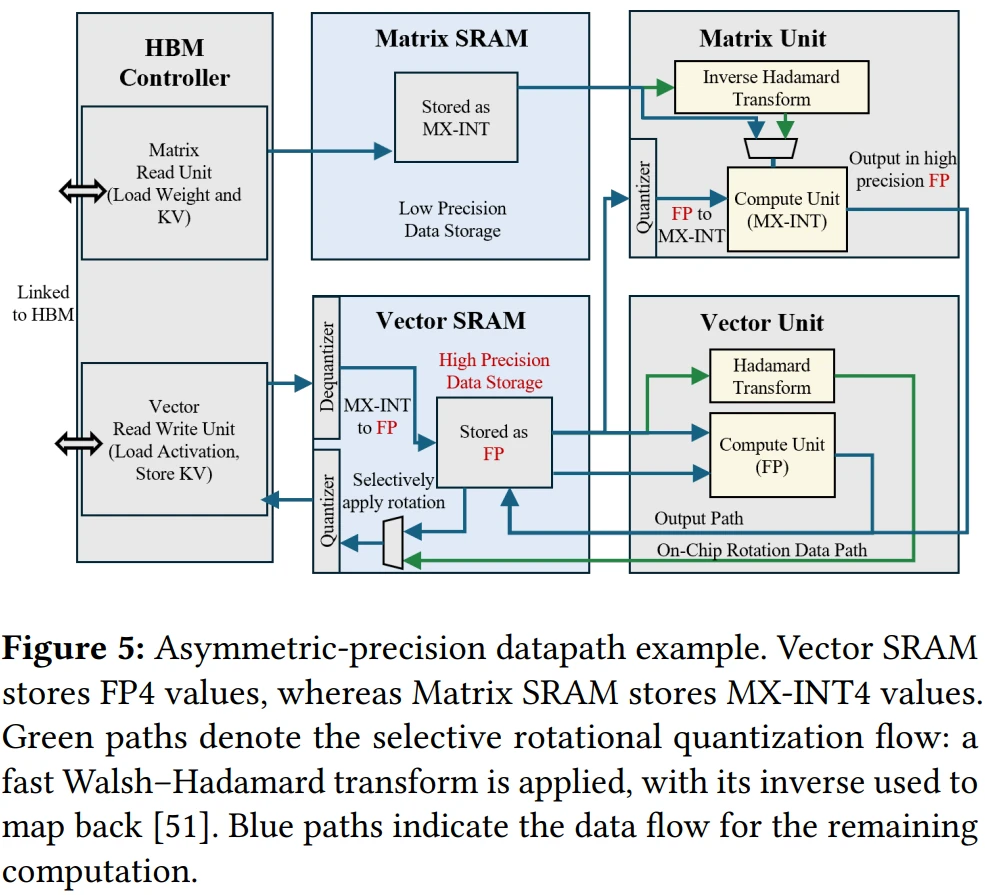 HBM
Controller
Matrix
Read Unit
(Load Weight and
KV)
Linked
to HBM
Vector
Read Write Unit
(Load Activation,
Store KV)
Matrix SRAM
Stored as
MX-INT
Low Precision
Data Storage
Matrix Unit
Inverse Hadamard
Transform
Quantizer
FP to
MX-INT
Compute Unit
(MX-INT)
Output in high
precision FP
Vector SRAM
Dequantizer
MX-INT
to FP
High Precision
Data Storage
Stored as
FP
Quantizer
Selectively
apply rotation
Vector Unit
Hadamard
Transform
Compute Unit
(FP)
Output Path
On-Chip Rotation Data Path
Figure 5: Asymmetric-precision datapath example. Vector SRAM
stores FP4 values, whereas Matrix SRAM stores MX-INT4 values.
Green paths denote the selective rotational quantization flow: a
fast Walsh–Hadamard transform is applied, with its inverse used to
map back [51]. Blue paths indicate the data flow for the remaining
computation.